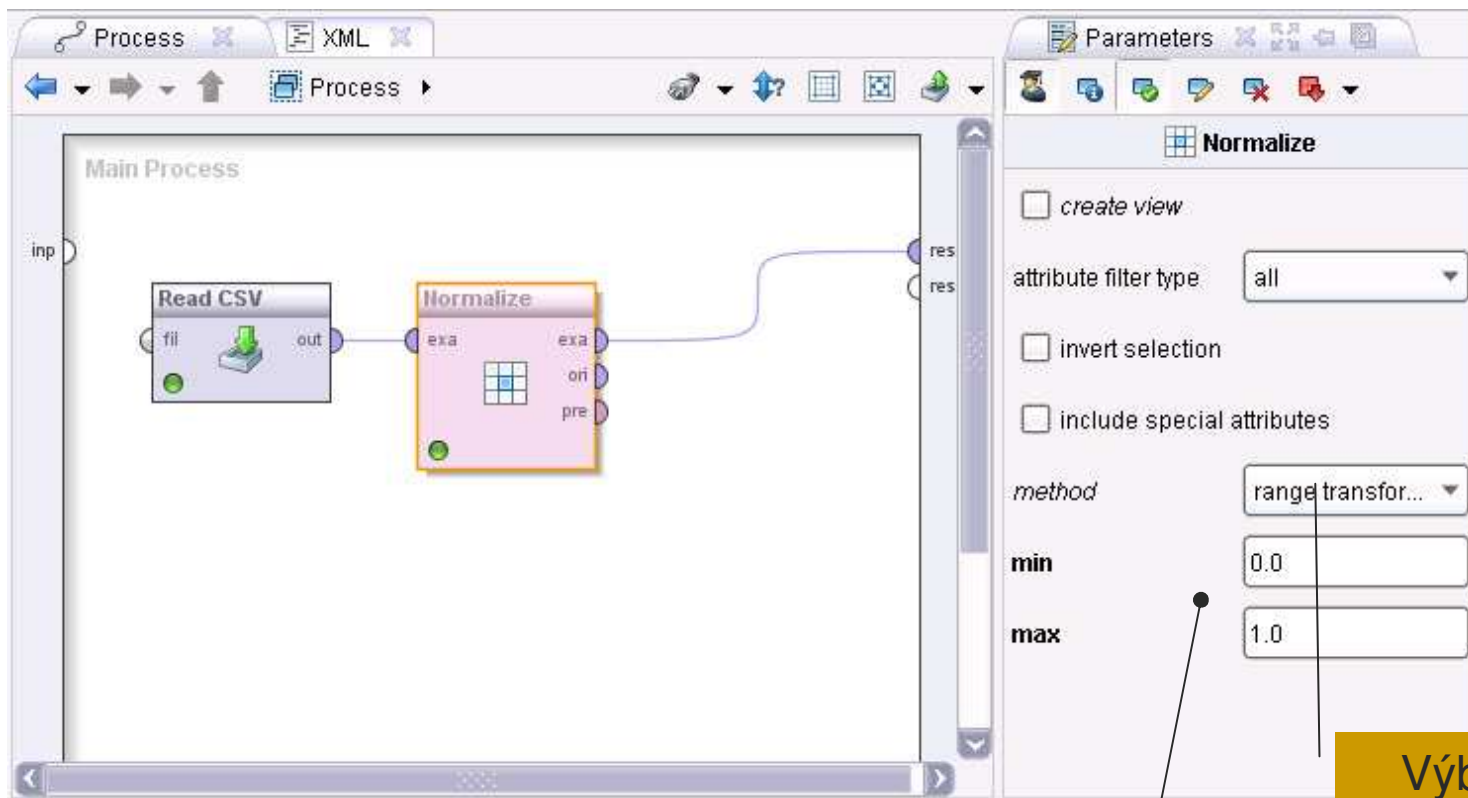 Process
XML
Process
Main Process
inp
Read CSV
fil
out
Normalize
exa
exa
ori
pre
res
res
Parameters
Normalize
create view
attribute filter type
all
invert selection
include special attributes
method
range transfor...
min
0.0
max
1.0